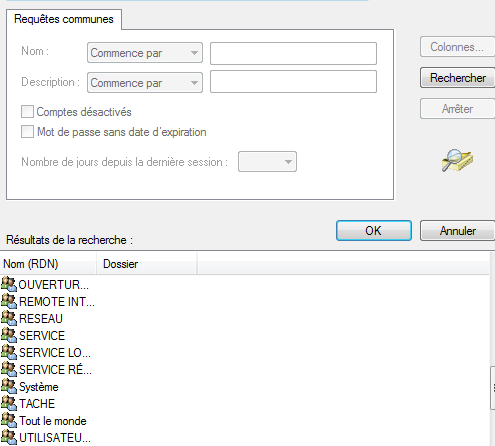 Requêtes communes
Nom :
Commence par
Colonnes...
Description :
Commence par
Rechercher
Comptes désactivés
Arrêter
Mot de passe sans date d'expiration
Nombre de jours depuis la dernière session :
OK
Annuler
Résultats de la recherche :
Nom (RDN)
Dossier
OUVERTUR...
REMOTE INT...
RESEAU
SERVICE
SERVICE LO...
SERVICE RÉ...
Système
TACHE
Tout le monde
UTILISATEU...